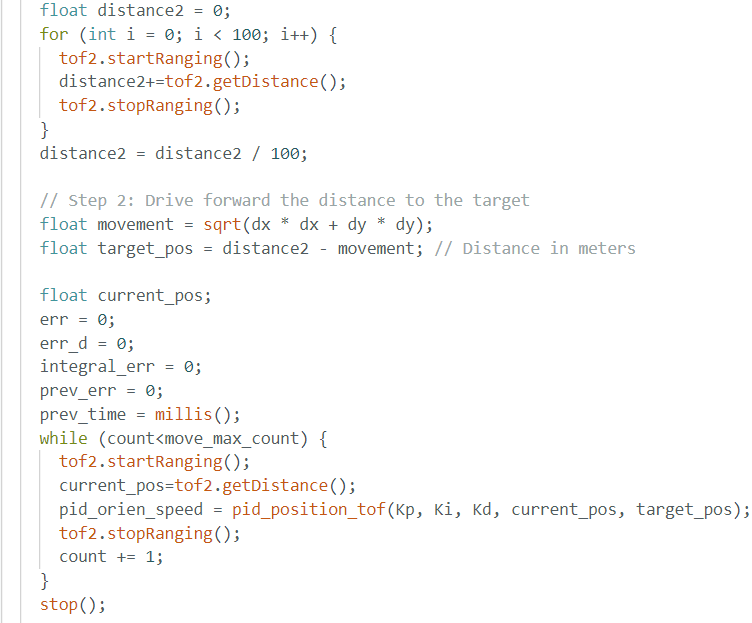 float distance2 = 0;
for (int i = 0; i < 100; i++) {
tof2.startRanging();
distance2+=tof2.getDistance();
tof2.stopRanging();
}
distance2 = distance2 / 100;
// Step 2: Drive forward the distance to the target
float movement = sqrt(dx * dx + dy * dy);
float target_pos = distance2 - movement; // Distance in meters
float current_pos;
err = 0;
err_d = 0;
integral_err = 0;
prev_err = 0;
prev_time = millis();
while (count<move_max_count) {
tof2.startRanging();
current_pos=tof2.getDistance();
pid_orien_speed = pid_position_tof(Kp, Ki, Kd, current_pos, target_pos);
tof2.stopRanging();
count += 1;
}
stop();